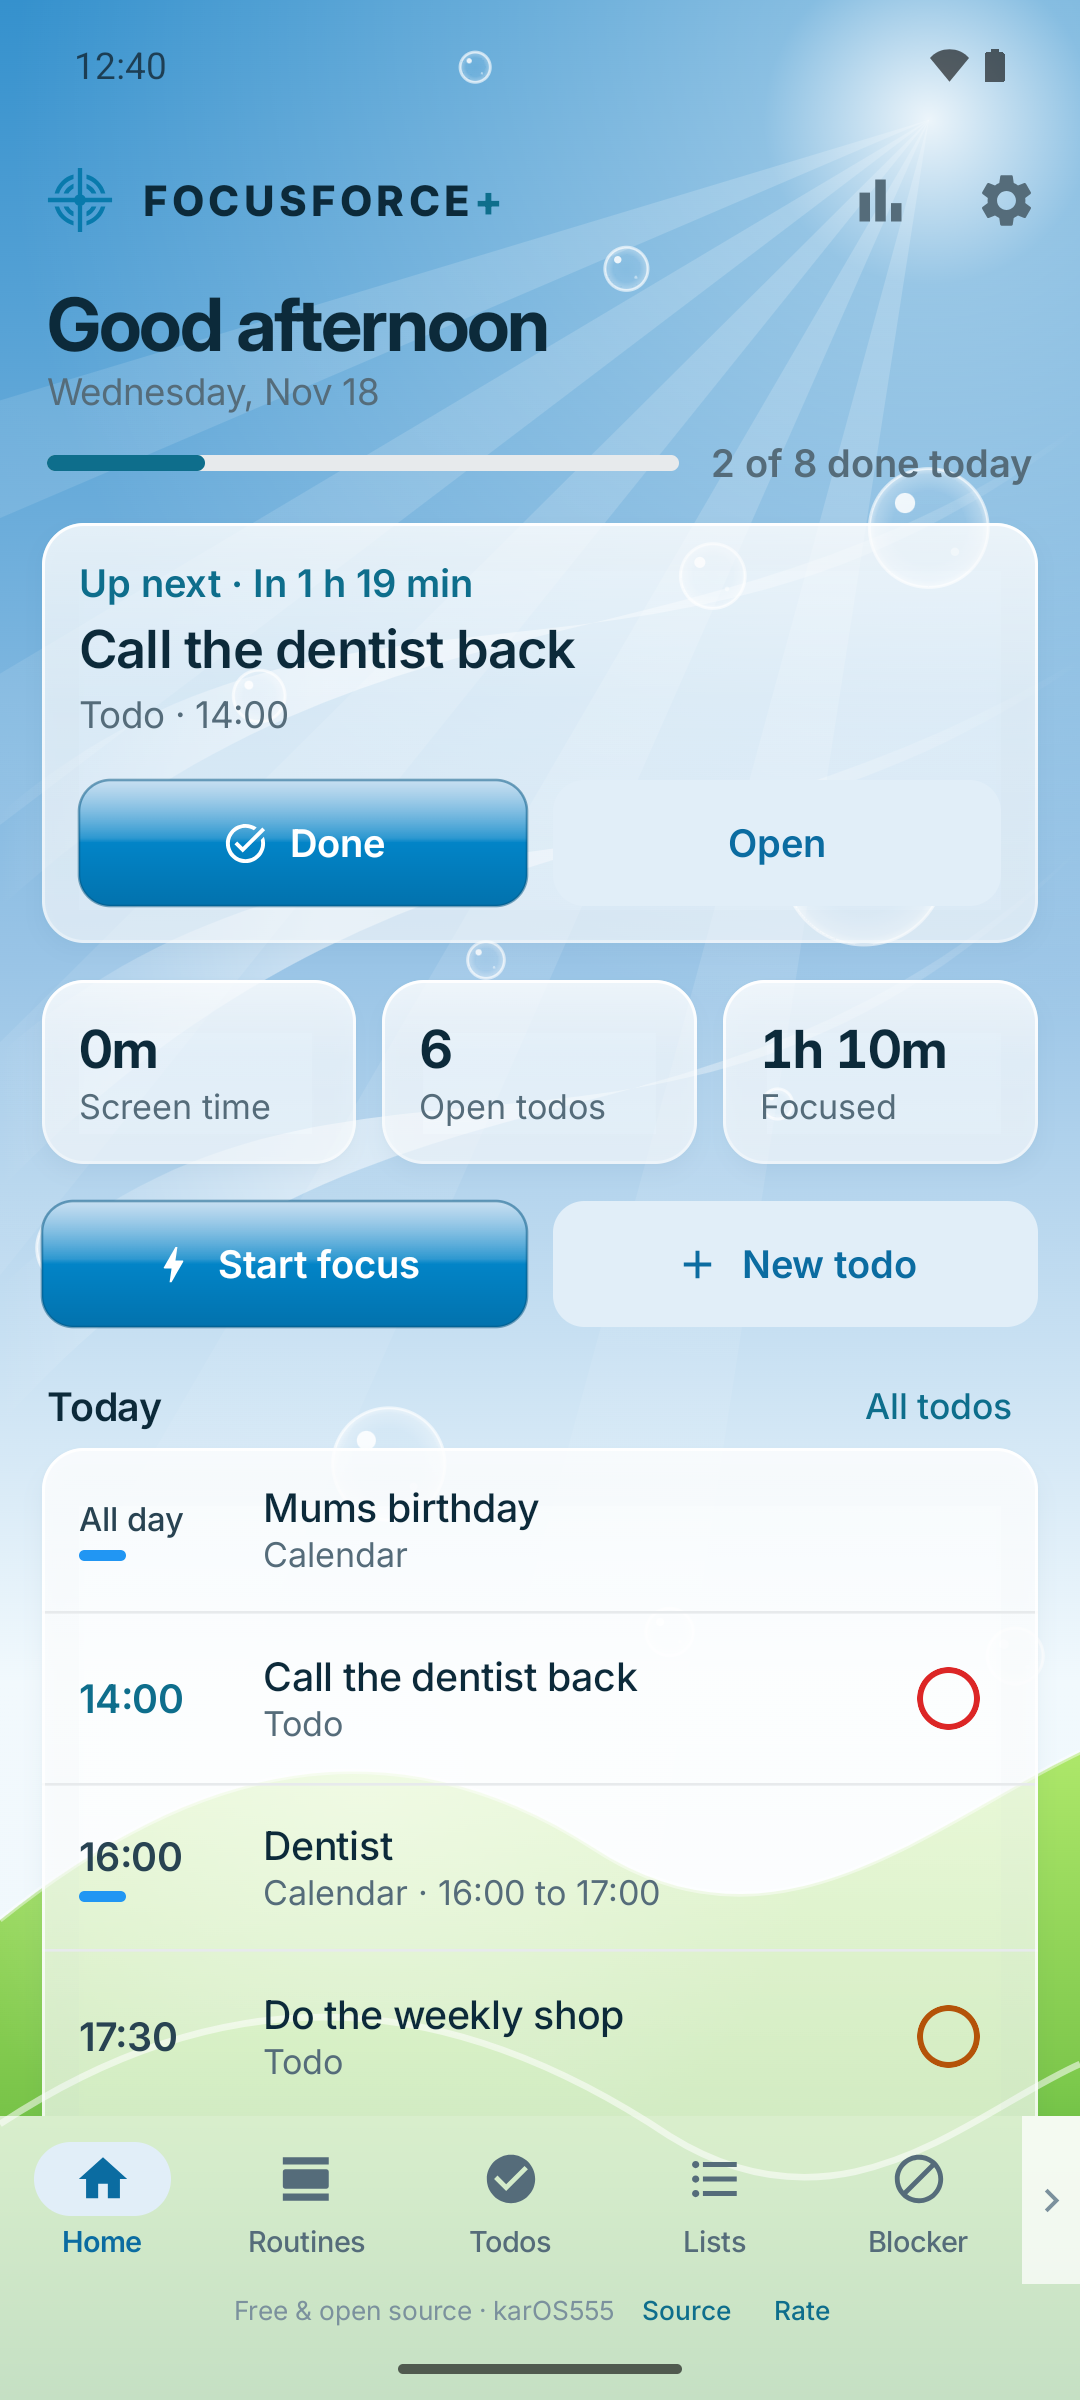 12:40
FOCUSFORCE+
Good afternoon
Wednesday, Nov 18
2 of 8 done today
Up next · In 1 h 19 min
Call the dentist back
Todo · 14:00
Done
Open
0m
Screen time
6
Open todos
1h 10m
Focused
Start focus
New todo
Today
All todos
All day
Mums birthday
Calendar
14:00
Call the dentist back
Todo
16:00
Dentist
Calendar · 16:00 to 17:00
17:30
Do the weekly shop
Todo
Home
Routines
Todos
Lists
Blocker
Free & open source · karOS555
Source
Rate